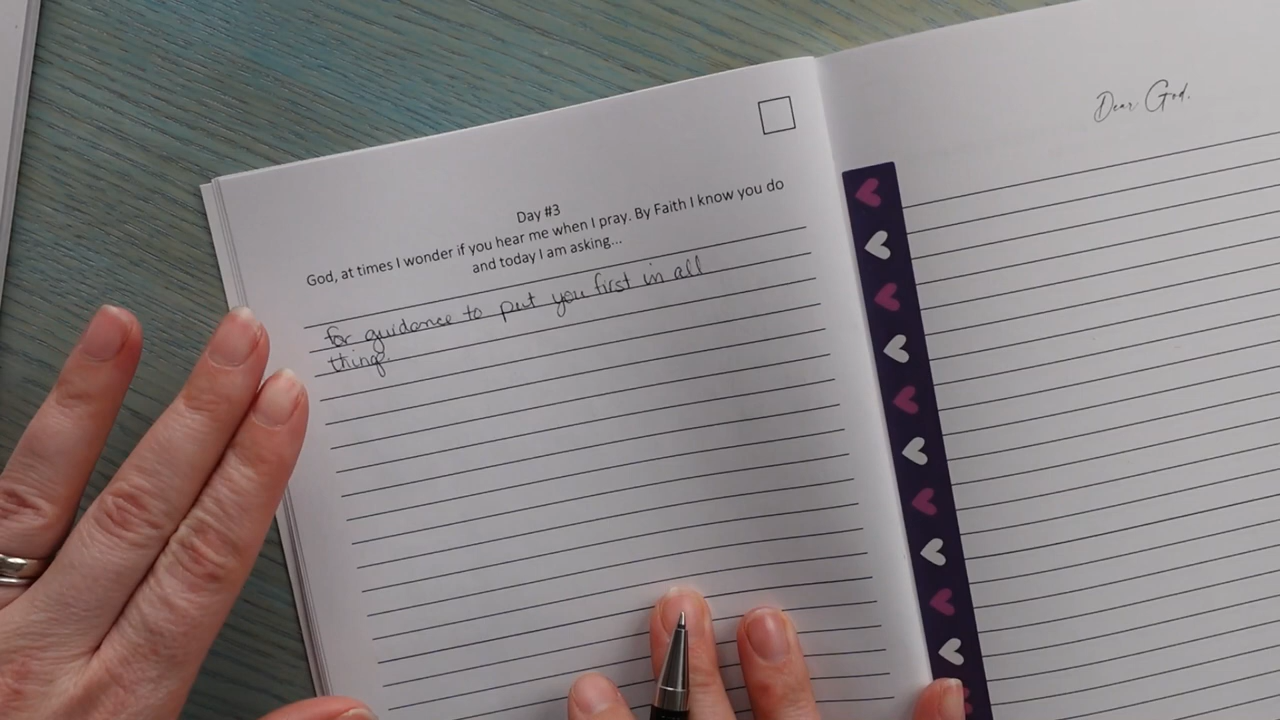 Day #3
God, at times I wonder if you hear me when I pray. By Faith I know you do
and today I am asking...
for guidance to put you first in all
things.
Dear God,